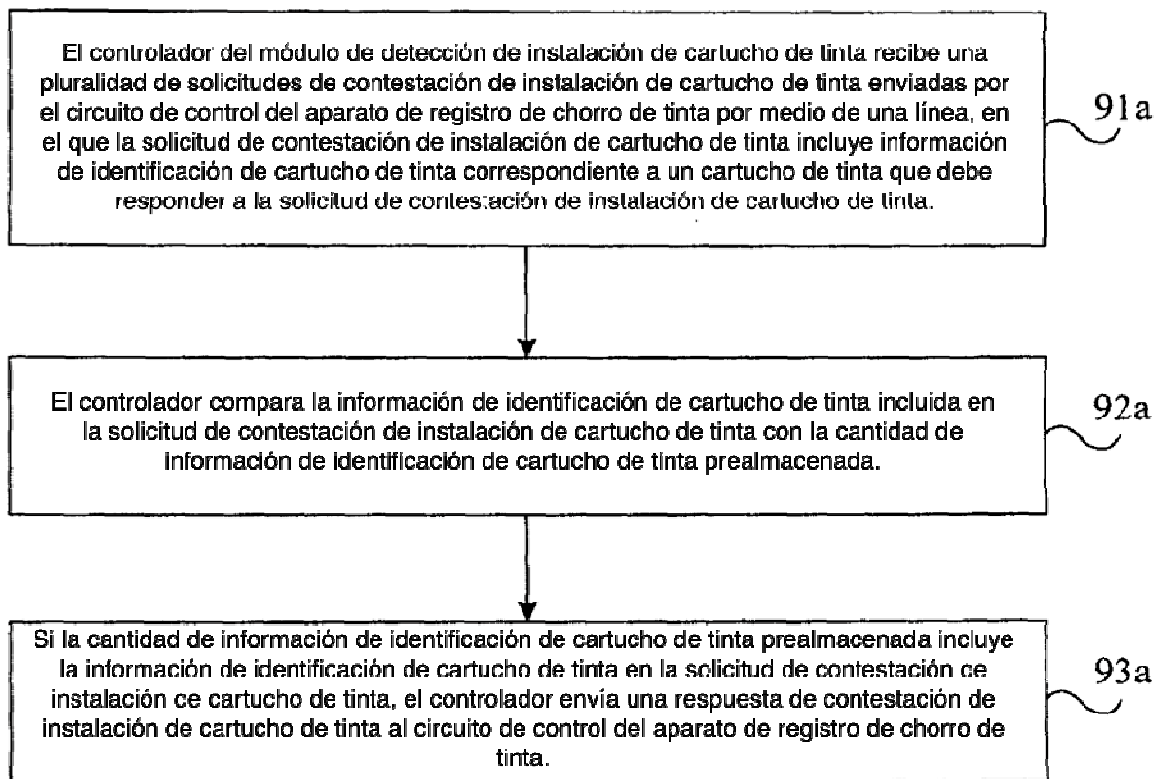 El controlador del módulo de detección de instalación de cartucho de tinta recibe una
pluralidad de solicitudes de contestación de instalación de cartucho de tinta enviadas por
el circuito de control del aparato de registro de chorro de tinta por medio de una línea, en
el que la solicitud de contestación de instalación de cartucho de tinta incluye información
de identificación de cartucho de tinta correspondiente a un cartucho de tinta que debe
responder a la solicitud de contestación de instalación de cartucho de tinta.
91a
El controlador compara la información de identificación de cartucho de tinta incluida en
la solicitud de contestación de instalación de cartucho de tinta con la cantidad de
información de identificación de cartucho de tinta prealmacenada.
92a
Si la cantidad de información de identificación de cartucho de tinta prealmacenada incluye
la información de identificación de cartucho de tinta en la solicitud de contestación de
instalación de cartucho de tinta, el controlador envía una respuesta de contestación de
instalación de cartucho de tinta al circuito de control del aparato de registro de chorro de
tinta.
93a